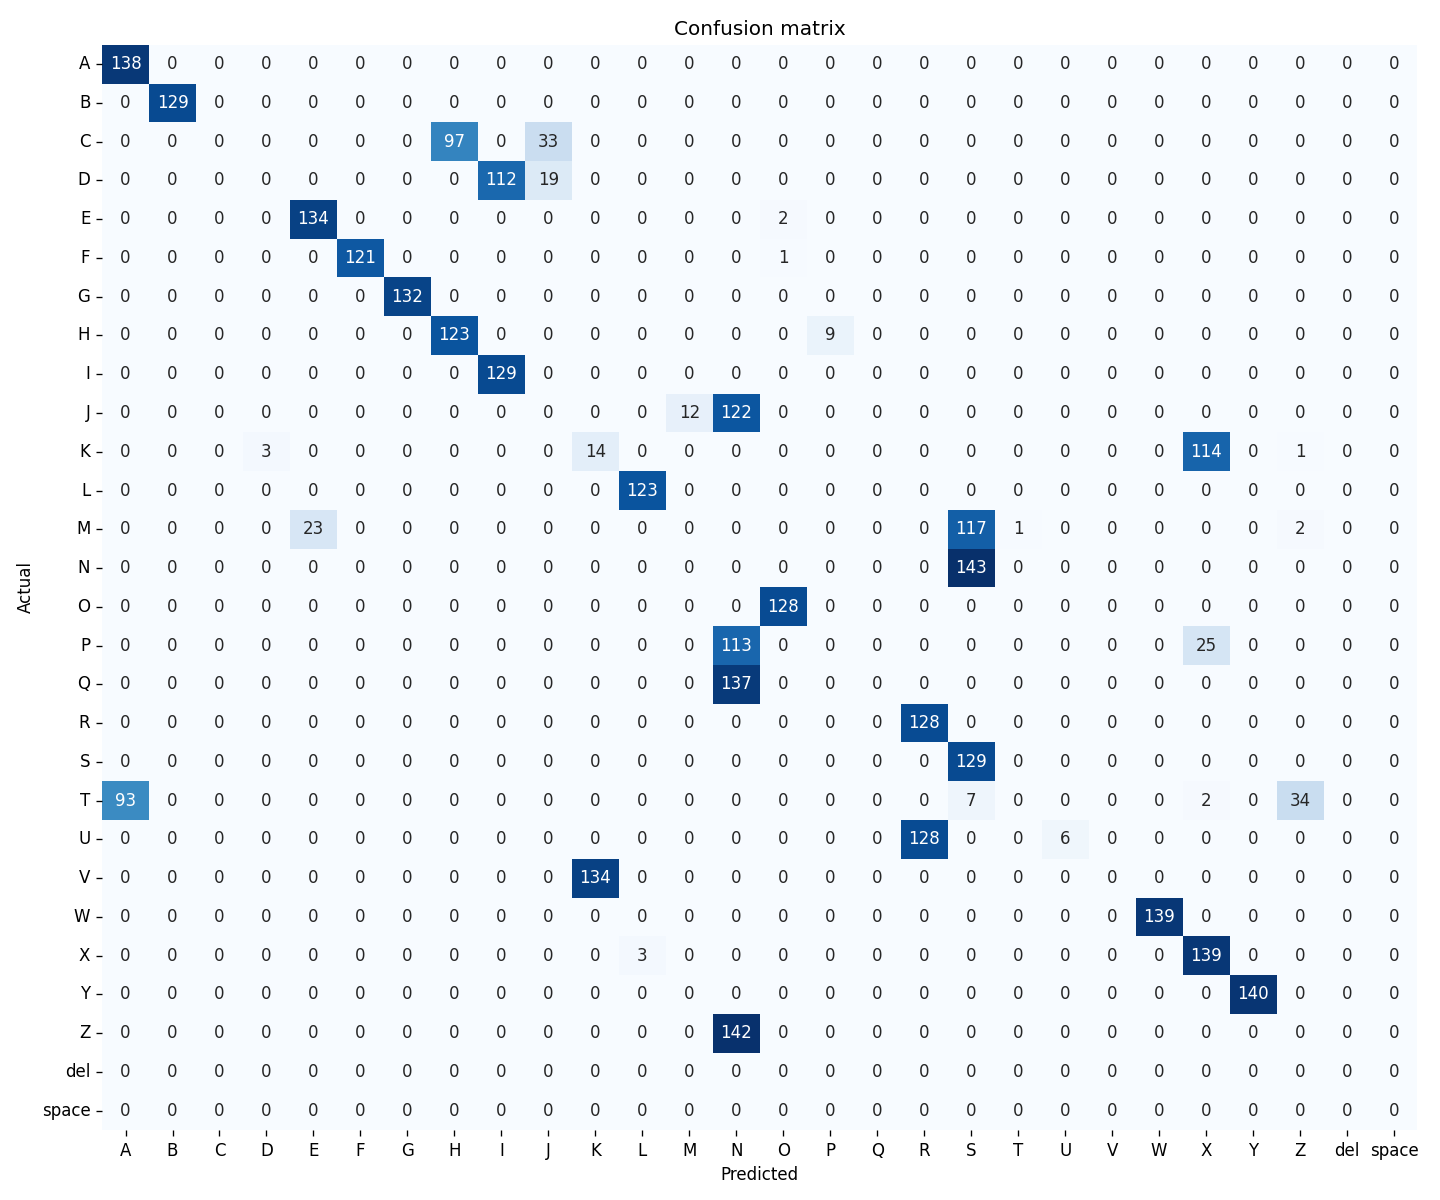 Confusion matrix
A 138 0 0 0 0 0 0 0 0 0 0 0 0 0 0 0 0 0 0 0 0 0 0 0 0 0 0 0
B 0 129 0 0 0 0 0 0 0 0 0 0 0 0 0 0 0 0 0 0 0 0 0 0 0 0 0 0
C 0 0 0 0 0 0 0 97 0 33 0 0 0 0 0 0 0 0 0 0 0 0 0 0 0 0 0 0
D 0 0 0 0 0 0 0 0 112 19 0 0 0 0 0 0 0 0 0 0 0 0 0 0 0 0 0 0
E 0 0 0 0 134 0 0 0 0 0 0 0 0 0 2 0 0 0 0 0 0 0 0 0 0 0 0 0
F 0 0 0 0 0 121 0 0 0 0 0 0 0 0 1 0 0 0 0 0 0 0 0 0 0 0 0 0
G 0 0 0 0 0 0 132 0 0 0 0 0 0 0 0 0 0 0 0 0 0 0 0 0 0 0 0 0
H 0 0 0 0 0 0 0 123 0 0 0 0 0 0 0 9 0 0 0 0 0 0 0 0 0 0 0 0
I 0 0 0 0 0 0 0 0 129 0 0 0 0 0 0 0 0 0 0 0 0 0 0 0 0 0 0 0
J 0 0 0 0 0 0 0 0 0 0 0 0 12 122 0 0 0 0 0 0 0 0 0 0 0 0 0 0
K 0 0 0 3 0 0 0 0 0 0 14 0 0 0 0 0 0 0 0 0 0 0 0 114 0 1 0 0
L 0 0 0 0 0 0 0 0 0 0 0 123 0 0 0 0 0 0 0 0 0 0 0 0 0 0 0 0
M 0 0 0 0 23 0 0 0 0 0 0 0 0 0 0 0 0 0 117 1 0 0 0 0 0 2 0 0
N 0 0 0 0 0 0 0 0 0 0 0 0 0 0 0 0 0 0 143 0 0 0 0 0 0 0 0 0
O 0 0 0 0 0 0 0 0 0 0 0 0 0 0 128 0 0 0 0 0 0 0 0 0 0 0 0 0
P 0 0 0 0 0 0 0 0 0 0 0 0 0 113 0 0 0 0 0 0 0 0 0 25 0 0 0 0
Q 0 0 0 0 0 0 0 0 0 0 0 0 0 137 0 0 0 0 0 0 0 0 0 0 0 0 0 0
R 0 0 0 0 0 0 0 0 0 0 0 0 0 0 0 0 0 128 0 0 0 0 0 0 0 0 0 0
S 0 0 0 0 0 0 0 0 0 0 0 0 0 0 0 0 0 0 129 0 0 0 0 0 0 0 0 0
T 93 0 0 0 0 0 0 0 0 0 0 0 0 0 0 0 0 0 7 0 0 0 0 2 0 34 0 0
U 0 0 0 0 0 0 0 0 0 0 0 0 0 0 0 0 0 128 0 0 6 0 0 0 0 0 0 0
V 0 0 0 0 0 0 0 0 0 0 134 0 0 0 0 0 0 0 0 0 0 0 0 0 0 0 0 0
W 0 0 0 0 0 0 0 0 0 0 0 0 0 0 0 0 0 0 0 0 0 0 139 0 0 0 0 0
X 0 0 0 0 0 0 0 0 0 0 0 3 0 0 0 0 0 0 0 0 0 0 0 139 0 0 0 0
Y 0 0 0 0 0 0 0 0 0 0 0 0 0 0 0 0 0 0 0 0 0 0 0 0 140 0 0 0
Z 0 0 0 0 0 0 0 0 0 0 0 0 0 142 0 0 0 0 0 0 0 0 0 0 0 0 0 0
del 0 0 0 0 0 0 0 0 0 0 0 0 0 0 0 0 0 0 0 0 0 0 0 0 0 0 0 0
space 0 0 0 0 0 0 0 0 0 0 0 0 0 0 0 0 0 0 0 0 0 0 0 0 0 0 0 0
A B C D E F G H I J K L M N O P Q R S T U V W X Y Z del space
Predicted
Actual